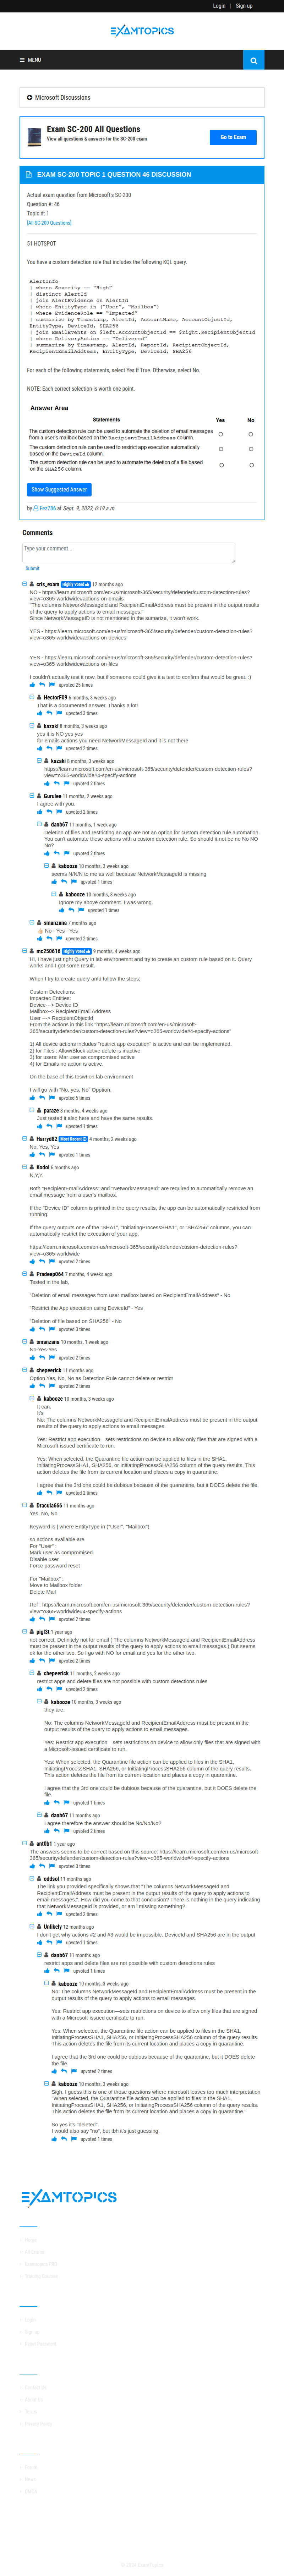 Login | Sign up
EXAMTOPICS
MENU
Microsoft Discussions
Exam SC-200 All Questions
View all questions & answers for the SC-200 exam
Go to Exam
EXAM SC-200 TOPIC 1 QUESTION 46 DISCUSSION
Actual exam question from Microsoft's SC-200
Question #: 46
Topic #: 1
[All SC-200 Questions]
S1 HOTSPOT
You have a custom detection rule that includes the following KQL query.
AlertInfo
| where Severity == "High"
| distinct AlertId
| join AlertEvidence on AlertId
| where EntityType in ("User", "Mailbox")
| where EvidenceRole == "Impacted"
| summarize by Timestamp, AlertId, AccountName, AccountObjectId,
EntityType, DeviceId, SHA256
| join EmailEvents on $left.AccountObjectId == $right.RecipientObjectId
| where DeliveryAction == "Delivered"
| summarize by Timestamp, AlertId, ReportId, RecipientObjectId,
RecipientEmailAddress, EntityType, DeviceId, SHA256
For each of the following statements, select Yes if True. Otherwise, select No.
NOTE: Each correct selection is worth one point.
Answer Area
Statements Yes No
The custom detection rule can be used to automate the deletion of email messages
from a user's mailbox based on the RecipientEmailAddress column.
The custom detection rule can be used to restrict app execution automatically
based on the DeviceId column.
The custom detection rule can be used to automate the deletion of a file based
on the SHA256 column.
Show Suggested Answer
by Fez786 at Sept. 9, 2023, 6:19 a.m.
Comments
Type your comment...
Submit
cris_exam Highly Voted 12 months ago
NO - https://learn.microsoft.com/en-us/microsoft-365/security/defender/custom-detection-rules?
view=o365-worldwide#actions-on-emails
"The columns NetworkMessageId and RecipientEmailAddress must be present in the output results
of the query to apply actions to email messages."
Since NetworkMessageID is not mentioned in the sumarize, it won't work.
YES - https://learn.microsoft.com/en-us/microsoft-365/security/defender/custom-detection-rules?
view=o365-worldwide#actions-on-devices
YES - https://learn.microsoft.com/en-us/microsoft-365/security/defender/custom-detection-rules?
view=o365-worldwide#actions-on-files
I couldn't actually test it now, but if someone could give it a test to confirm that would be great. :)
upvoted 25 times
HectorF09 6 months, 3 weeks ago
That is a documented answer. Thanks a lot!
upvoted 3 times
kazaki 8 months, 3 weeks ago
yes it is NO yes yes
for emails actions you need NetworkMessageId and it is not there
upvoted 2 times
kazaki 8 months, 3 weeks ago
https://learn.microsoft.com/en-us/microsoft-365/security/defender/custom-detection-rules?
view=o365-worldwide#4-specify-actions
upvoted 2 times
Gurulee 11 months, 2 weeks ago
I agree with you.
upvoted 2 times
danb67 11 months, 1 week ago
Deletion of files and restricting an app are not an option for custom detection rule automation.
You can't automate these actions with a custom detection rule. So should it not be no No NO
No?
upvoted 2 times
kabooze 10 months, 3 weeks ago
seems N/N/N to me as well because NetworkMessageId is missing
upvoted 1 times
kabooze 10 months, 3 weeks ago
Ignore my above comment. I was wrong.
upvoted 1 times
smanzana 7 months ago
👍🏻 No - Yes - Yes
upvoted 2 times
mc250616 Highly Voted 9 months, 4 weeks ago
Hi, I have just right Query In lab environemnt and try to create an custom rule based on it. Query
works and I got some result.
When I try to create query anf6l follow the stepc.
Custom Detections:
Impactec Entities:
Device--> Device ID
Mailbox--> RecipientEmail Address
User ---> RecipientObjectId
From the actions in this link "https://learn.microsoft.com/en-us/microsoft-
365/security/defender/custom-detection-rules?view=o365-worldwide#4-specify-actions"
1) All device actions includes "restrict app execution" is active and can be implemented.
2) for Files : Allow/Block active delete is inactive
3) for users: Mar user as compromised active
4) for Emails no action is active.
On the base of this tesed on lab environment
I will go with "No, yes, No" Opption.
upvoted 5 times
paraze 8 months, 4 weeks ago
Just tested it also here and have the same results.
upvoted 1 times
Harryd82 Most Recent 4 months, 2 weeks ago
No, Yes, Yes
upvoted 1 times
Kodoi 6 months ago
N,Y,Y.
Both "RecipientEmailAddress" and "NetworkMessageId" are required to automatically remove an
email message from a user's mailbox.
If the "Device ID" column is printed in the query results, the app can be automatically restricted from
running.
If the query outputs one of the "SHA1", "InitiatingProcessSHA1", or "SHA256" columns, you can
automatically restrict the execution of your app.
https://learn.microsoft.com/en-us/microsoft-365/security/defender/custom-detection-rules?
view=o365-worldwide
upvoted 2 times
Pradeep064 7 months, 4 weeks ago
Tested in the lab,
"Deletion of email messages from user mailbox based on RecipientEmailAddress" - No
"Restrict the App execution using DeviceId" - Yes
"Deletion of file based on SHA256" - No
upvoted 3 times
smanzana 10 months, 1 week ago
No-Yes-Yes
upvoted 2 times
chepeerick 11 months ago
Option Yes, No, No as Detection Rule cannot delete or restrict
upvoted 2 times
kabooze 10 months, 3 weeks ago
It can.
It's
No: The columns NetworkMessageId and RecipientEmailAddress must be present in the output
results of the query to apply actions to email messages.
Yes: Restrict app execution—sets restrictions on device to allow only files that are signed with a
Microsoft-issued certificate to run.
Yes: When selected, the Quarantine file action can be applied to files in the SHA1,
InitiatingProcessSHA1, SHA256, or InitiatingProcessSHA256 column of the query results. This
action deletes the file from its current location and places a copy in quarantine.
I agree that the 3rd one could be dubious because of the quarantine, but it DOES delete the file.
upvoted 2 times
Dracula666 11 months ago
Yes, No, No
Keyword is | where EntityType in ("User", "Mailbox")
so actions available are
For "User" :
Mark user as compromised
Disable user
Force password reset
For "Mailbox" :
Move to Mailbox folder
Delete Mail
Ref : https://learn.microsoft.com/en-us/microsoft-365/security/defender/custom-detection-rules?
view=o365-worldwide#4-specify-actions
upvoted 2 times
pigl3t 1 year ago
not correct. Definitely not for email ( The columns NetworkMessageId and RecipientEmailAddress
must be present in the output results of the query to apply actions to email messages.) But seems
ok for the other two. So I go with NO for email and yes for the other two.
upvoted 2 times
chepeerick 11 months, 2 weeks ago
restrict apps and delete files are not possible with custom detections rules
upvoted 2 times
kabooze 10 months, 3 weeks ago
they are.
No: The columns NetworkMessageId and RecipientEmailAddress must be present in the
output results of the query to apply actions to email messages.
Yes: Restrict app execution—sets restrictions on device to allow only files that are signed with
a Microsoft-issued certificate to run.
Yes: When selected, the Quarantine file action can be applied to files in the SHA1,
InitiatingProcessSHA1, SHA256, or InitiatingProcessSHA256 column of the query results.
This action deletes the file from its current location and places a copy in quarantine.
I agree that the 3rd one could be dubious because of the quarantine, but it DOES delete the
file.
upvoted 1 times
danb67 11 months ago
I agree therefore the answer should be No/No/No?
upvoted 2 times
ant0b1 1 year ago
The answers seems to be correct based on this source: https://learn.microsoft.com/en-us/microsoft-
365/security/defender/custom-detection-rules?view=o365-worldwide#4-specify-actions
upvoted 3 times
oddsol 11 months ago
The link you provided specifically shows that "The columns NetworkMessageId and
RecipientEmailAddress must be present in the output results of the query to apply actions to
email messages.". How did you come to that conclusion? There is nothing in the query indicating
that the NetworkMessageId is provided, or am I missing something?
upvoted 2 times
Unlikely 12 months ago
I don't get why actions #2 and #3 would be impossible: DeviceId and SHA256 are in the output
upvoted 1 times
danb67 11 months ago
restrict apps and delete files are not possible with custom detections rules
upvoted 1 times
kabooze 10 months, 3 weeks ago
No: The columns NetworkMessageId and RecipientEmailAddress must be present in the
output results of the query to apply actions to email messages.
Yes: Restrict app execution—sets restrictions on device to allow only files that are signed
with a Microsoft-issued certificate to run.
Yes: When selected, the Quarantine file action can be applied to files in the SHA1,
InitiatingProcessSHA1, SHA256, or InitiatingProcessSHA256 column of the query results.
This action deletes the file from its current location and places a copy in quarantine.
I agree that the 3rd one could be dubious because of the quarantine, but it DOES delete
the file.
upvoted 2 times
kabooze 10 months, 3 weeks ago
Sigh. I guess this is one of those questions where microsoft leaves too much interpretation
"When selected, the Quarantine file action can be applied to files in the SHA1,
InitiatingProcessSHA1, SHA256, or InitiatingProcessSHA256 column of the query results.
This action deletes the file from its current location and places a copy in quarantine."
So yes it's "deleted".
I would also say "no", but tbh it's just guessing.
upvoted 1 times
EXAMTOPICS